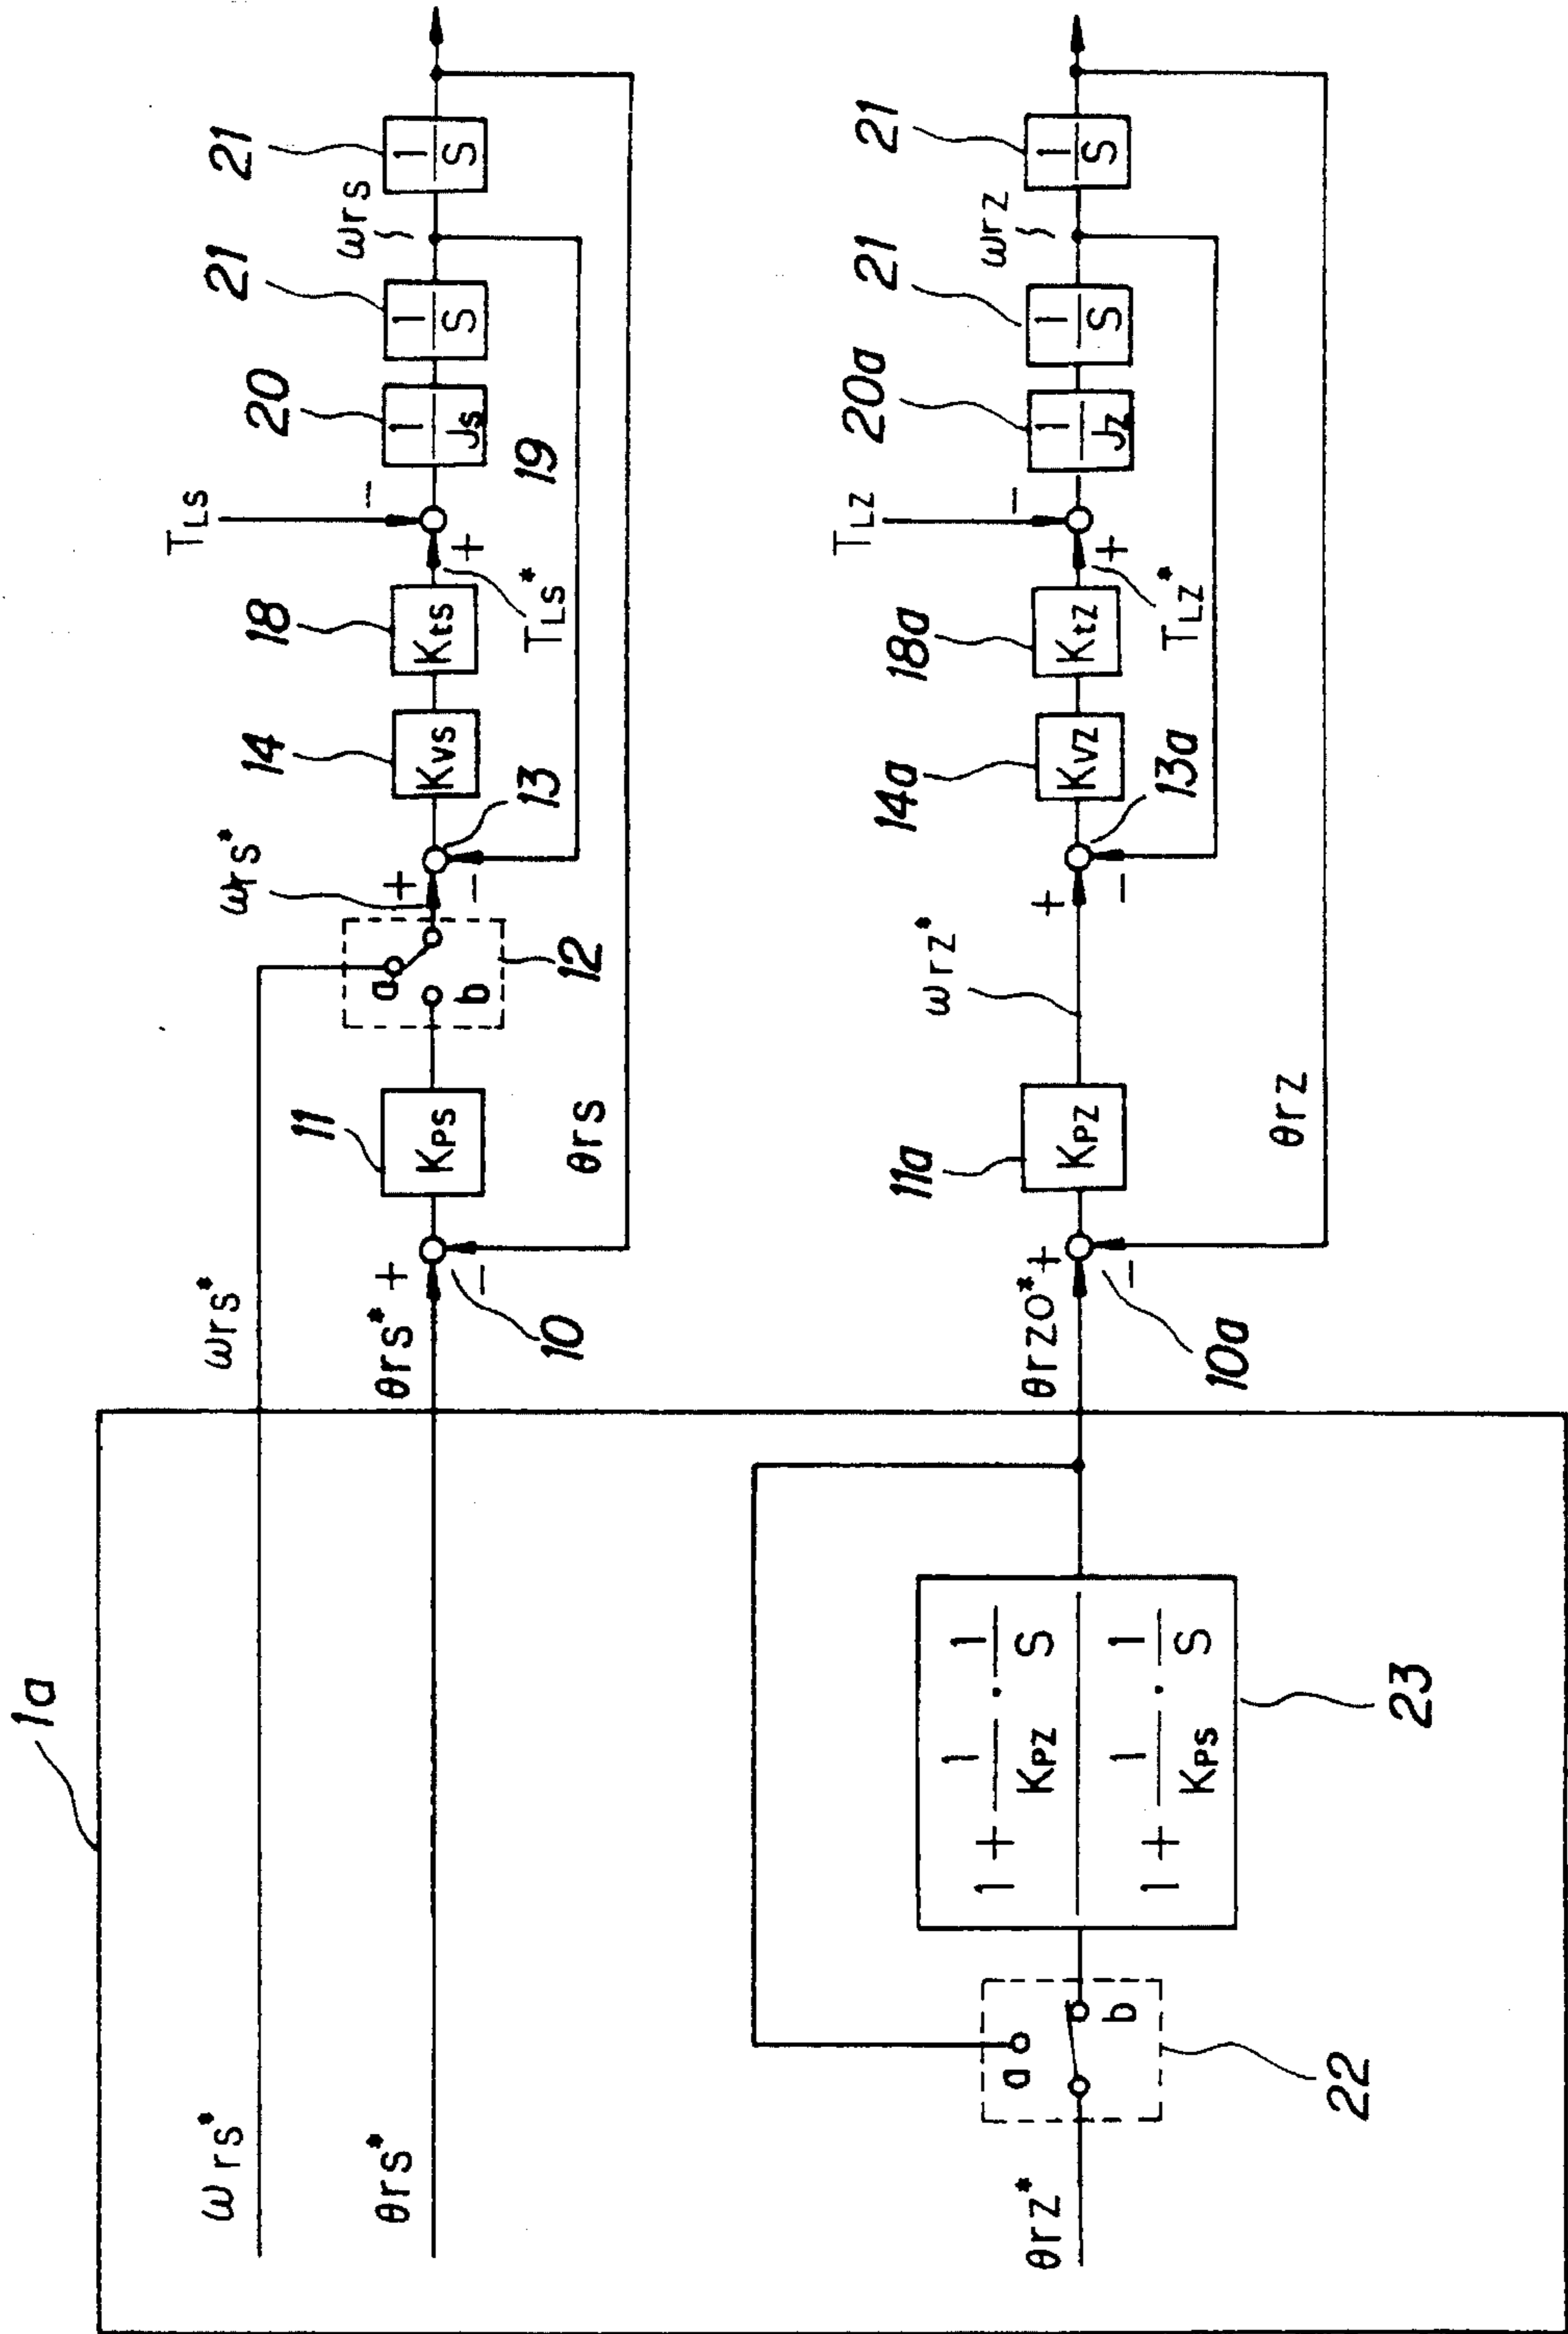 1a
ωrs*
ωrs*
ωrs*
TLS
ωrs
21
21
20
18
14
θrs*
θrs*
+
−
10
11
KPS
a
b
12
+
−
13
Kvs
Kts
+
−
TLS*
1
Js
1
S
1
S
19
θrs
θrz*
a
b
22
1 + 1/KPZ · 1/S
1 + 1/KPS · 1/S
23
θrzo*
+
−
10a
11a
KPZ
ωrz*
+
−
13a
14a
Kvz
18a
Ktz
TLZ
+
−
TLZ*
20a
1
Jz
21
1
S
ωrz
21
1
S
θrz